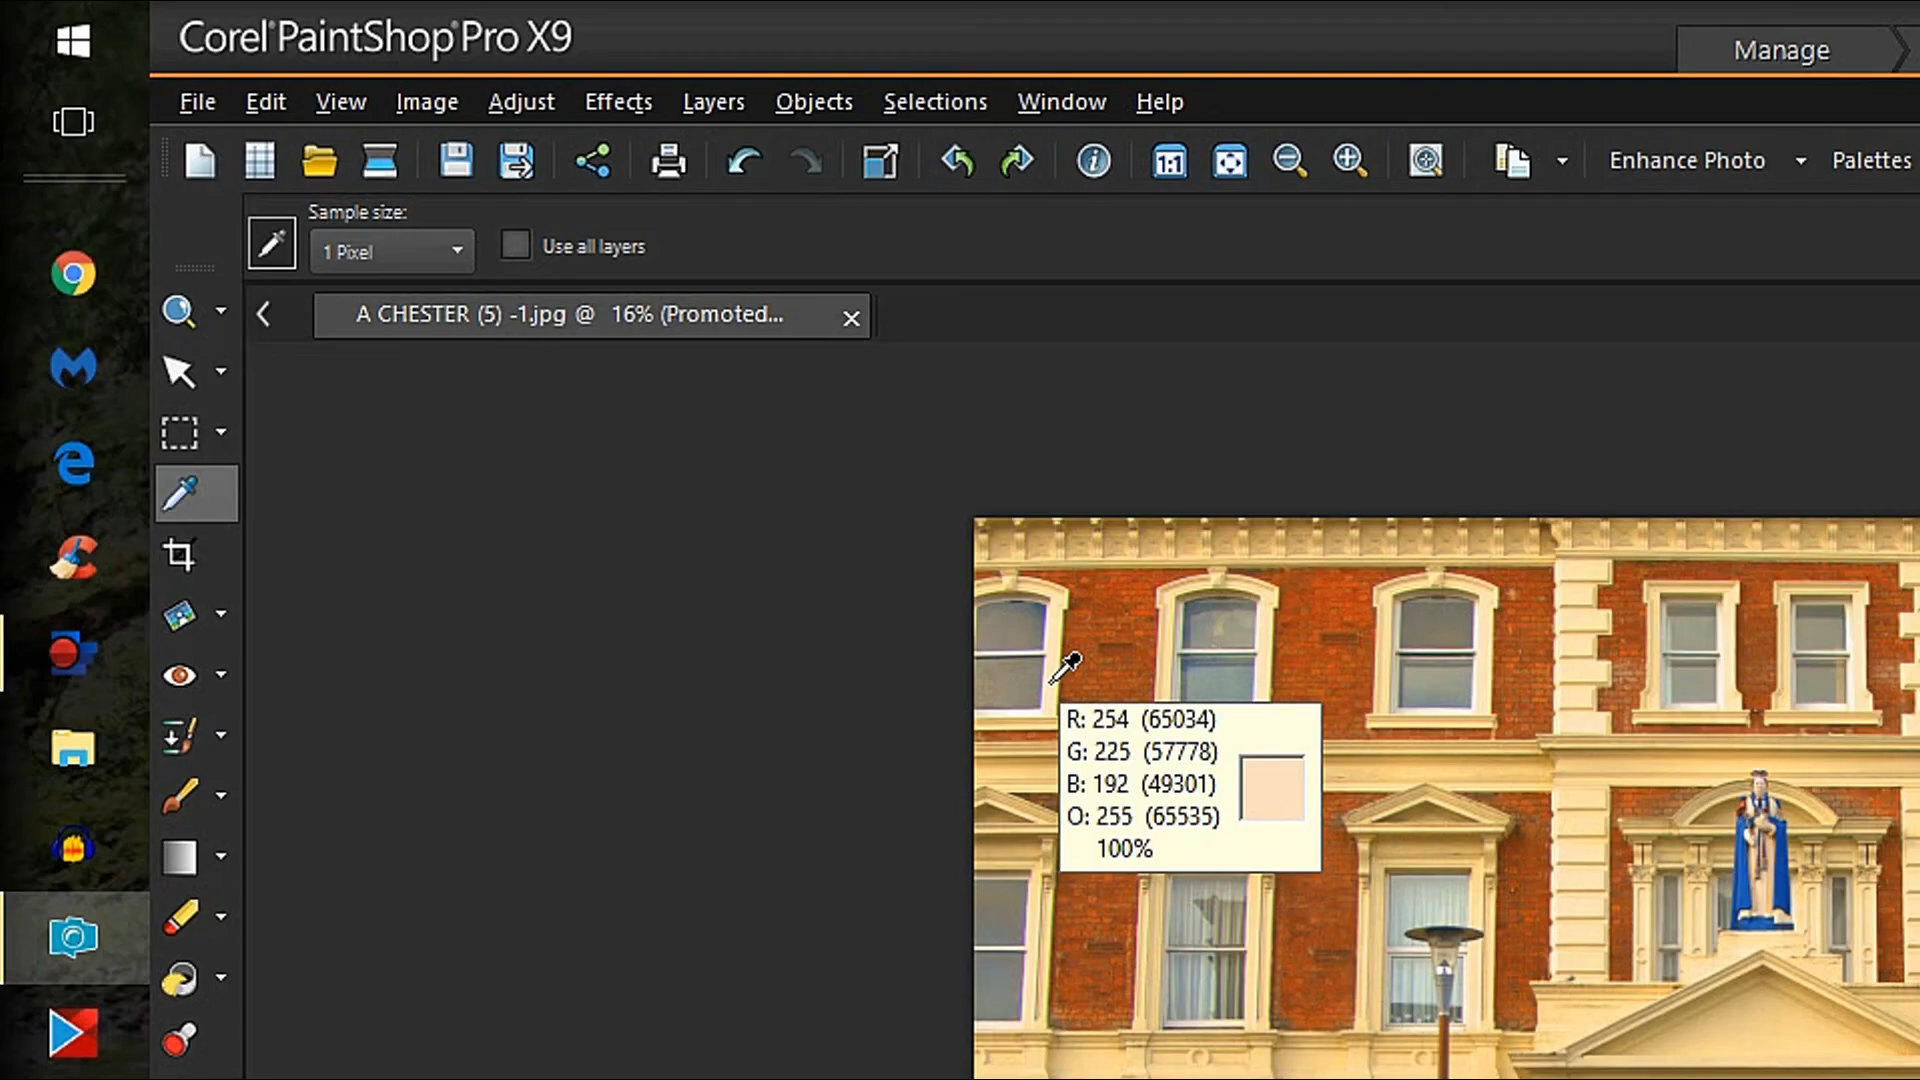 Corel PaintShop Pro X9
Manage
File Edit View Image Adjust Effects Layers Objects Selections Window Help
1:1 Enhance Photo Palettes
Sample size:
1 Pixel Use all layers
A CHESTER (5) -1.jpg @ 16% (Promoted...
R: 254 (65034)
G: 225 (57778)
B: 192 (49301)
O: 255 (65535)
100%